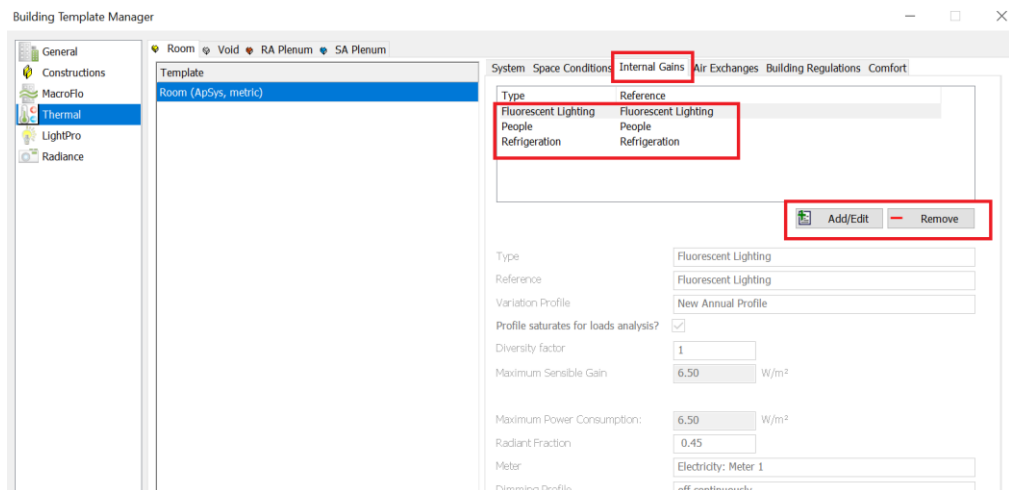 Building Template Manager
General
Constructions
MacroFlo
Thermal
LightPro
Radiance
Room Void RA Plenum SA Plenum
Template
Room (ApSys, metric)
System Space Conditions Internal Gains Air Exchanges Building Regulations Comfort
Type Reference
Fluorescent Lighting Fluorescent Lighting
People People
Refrigeration Refrigeration
Add/Edit Remove
Type Fluorescent Lighting
Reference Fluorescent Lighting
Variation Profile New Annual Profile
Profile saturates for loads analysis?
Diversity factor 1
Maximum Sensible Gain 6.50 W/m²
Maximum Power Consumption: 6.50 W/m²
Radiant Fraction 0.45
Meter Electricity: Meter 1
Dimming Profile off continuously